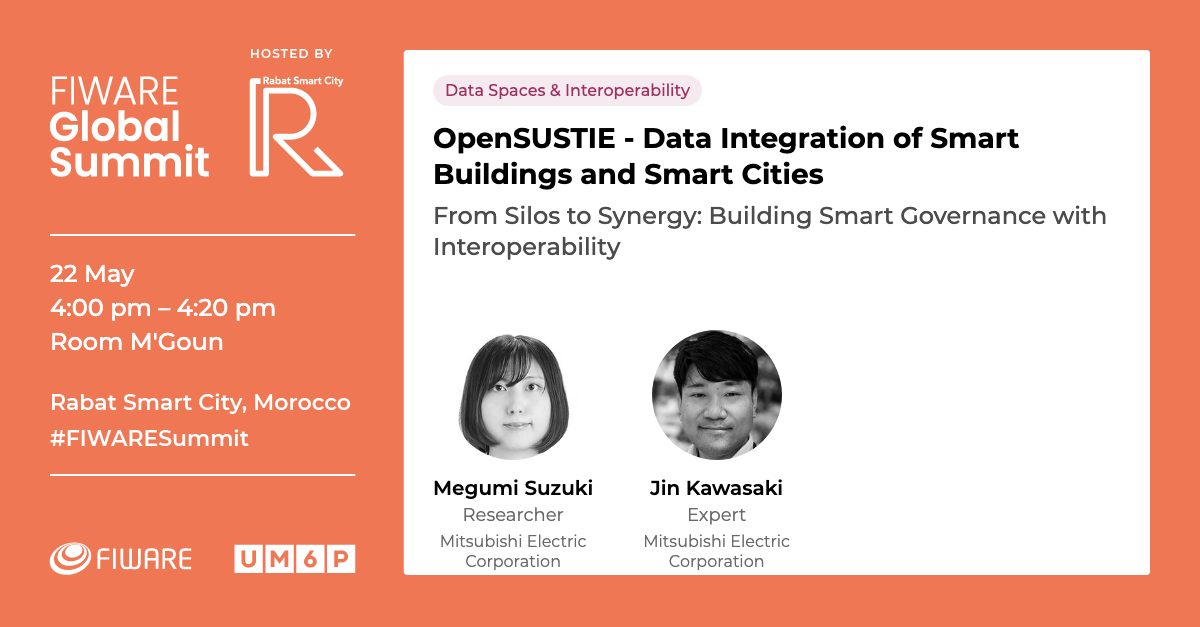 FIWARE
Global
Summit
HOSTED BY
Rabat Smart City
R
22 May
4:00 pm – 4:20 pm
Room M'Goun
Rabat Smart City, Morocco
#FIWARESummit
FIWARE
UM6P
Data Spaces & Interoperability
OpenSUSTIE - Data Integration of Smart
Buildings and Smart Cities
From Silos to Synergy: Building Smart Governance with
Interoperability
Megumi Suzuki
Researcher
Mitsubishi Electric
Corporation
Jin Kawasaki
Expert
Mitsubishi Electric
Corporation